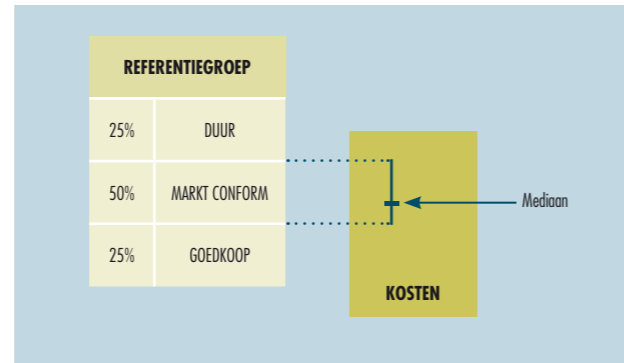 REFERENTIEGROEP
25% DUUR
50% MARKT CONFORM
25% GOEDKOOP
Mediaan
KOSTEN